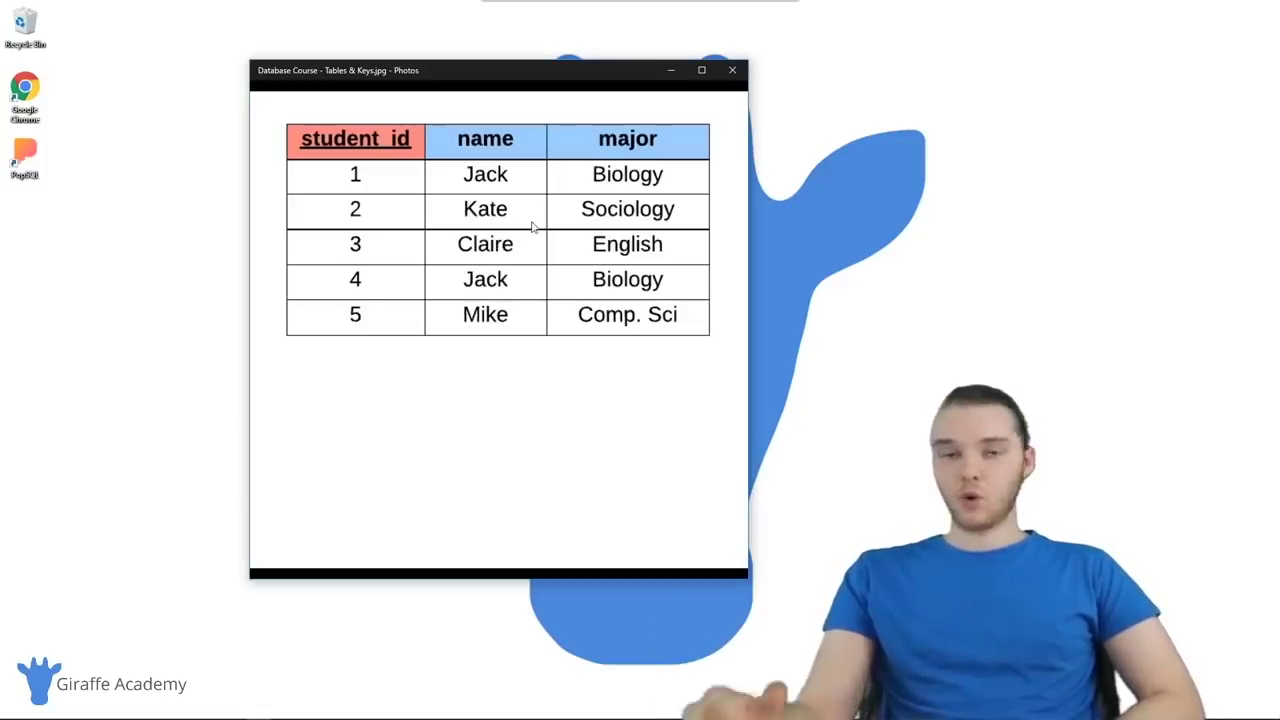 Recycle Bin
Google
Chrome
PopSQL
Database Course - Tables & Keys.jpg - Photos
student_id name major
1 Jack Biology
2 Kate Sociology
3 Claire English
4 Jack Biology
5 Mike Comp. Sci
Giraffe Academy